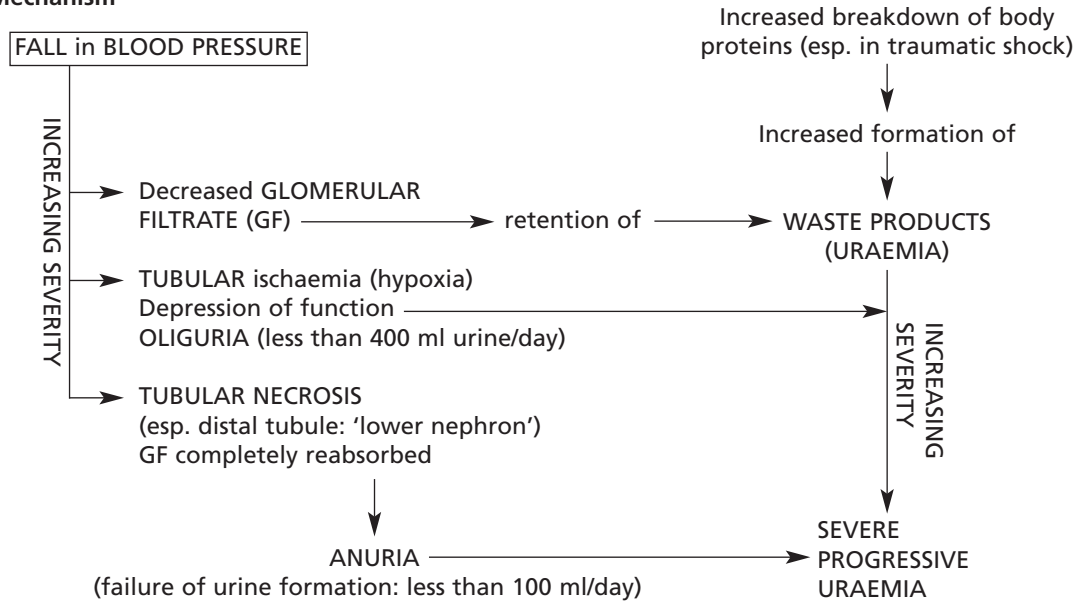 Mechanism
FALL in BLOOD PRESSURE
Increased breakdown of body
proteins (esp. in traumatic shock)
Increased formation of
INCREASING SEVERITY
Decreased GLOMERULAR
FILTRATE (GF)
retention of
WASTE PRODUCTS
(URAEMIA)
TUBULAR ischaemia (hypoxia)
Depression of function
OLIGURIA (less than 400 ml urine/day)
INCREASING
SEVERITY
TUBULAR NECROSIS
(esp. distal tubule: ‘lower nephron’)
GF completely reabsorbed
ANURIA
(failure of urine formation: less than 100 ml/day)
SEVERE
PROGRESSIVE
URAEMIA